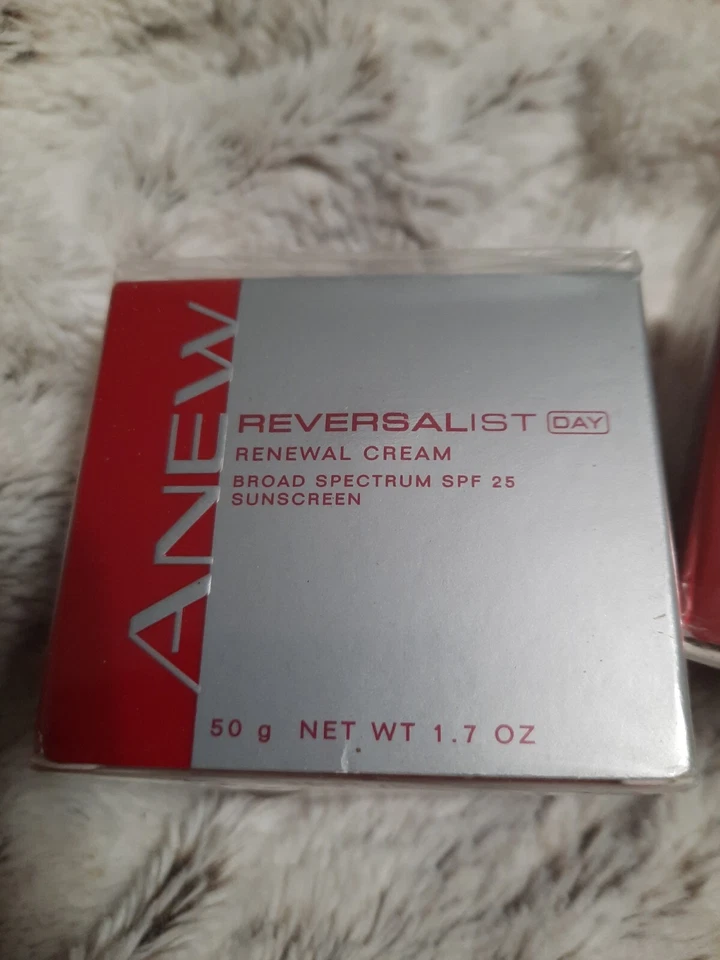 ANEW
REVERSALIST DAY
RENEWAL CREAM
BROAD SPECTRUM SPF 25
SUNSCREEN
50 g NET WT 1.7 OZ